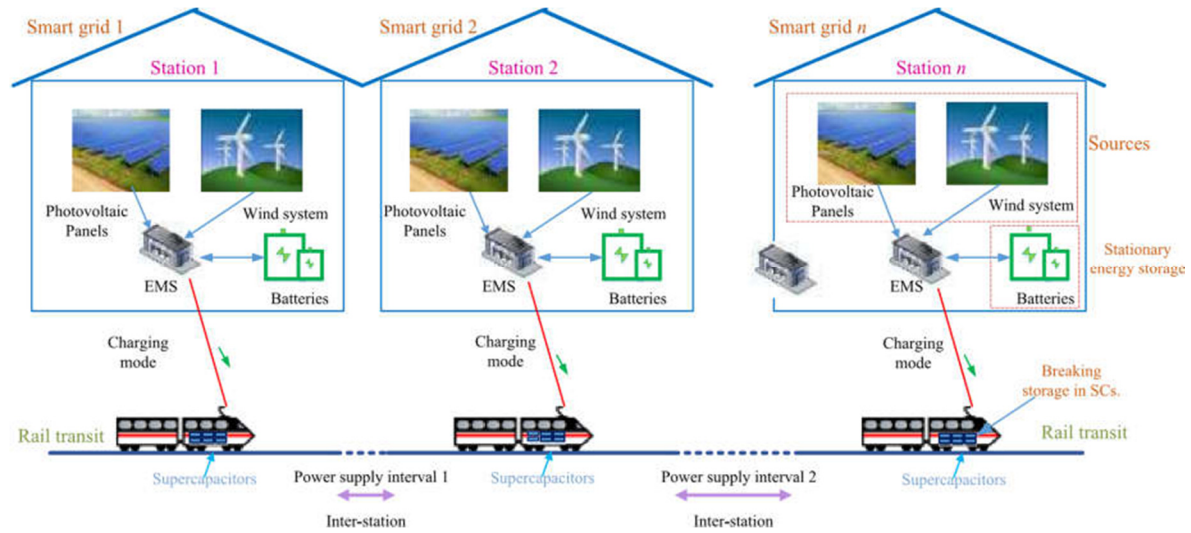 Smart grid 1
Station 1
Photovoltaic
Panels
Wind system
EMS
Batteries
Charging
mode
Smart grid 2
Station 2
Photovoltaic
Panels
Wind system
EMS
Batteries
Charging
mode
Smart grid n
Station n
Sources
Photovoltaic
Panels
Wind system
Stationary
energy storage
EMS
Batteries
Charging
mode
Breaking
storage in SCs.
Rail transit
Rail transit
Supercapacitors
Power supply interval 1
Supercapacitors
Power supply interval 2
Supercapacitors
Inter-station
Inter-station